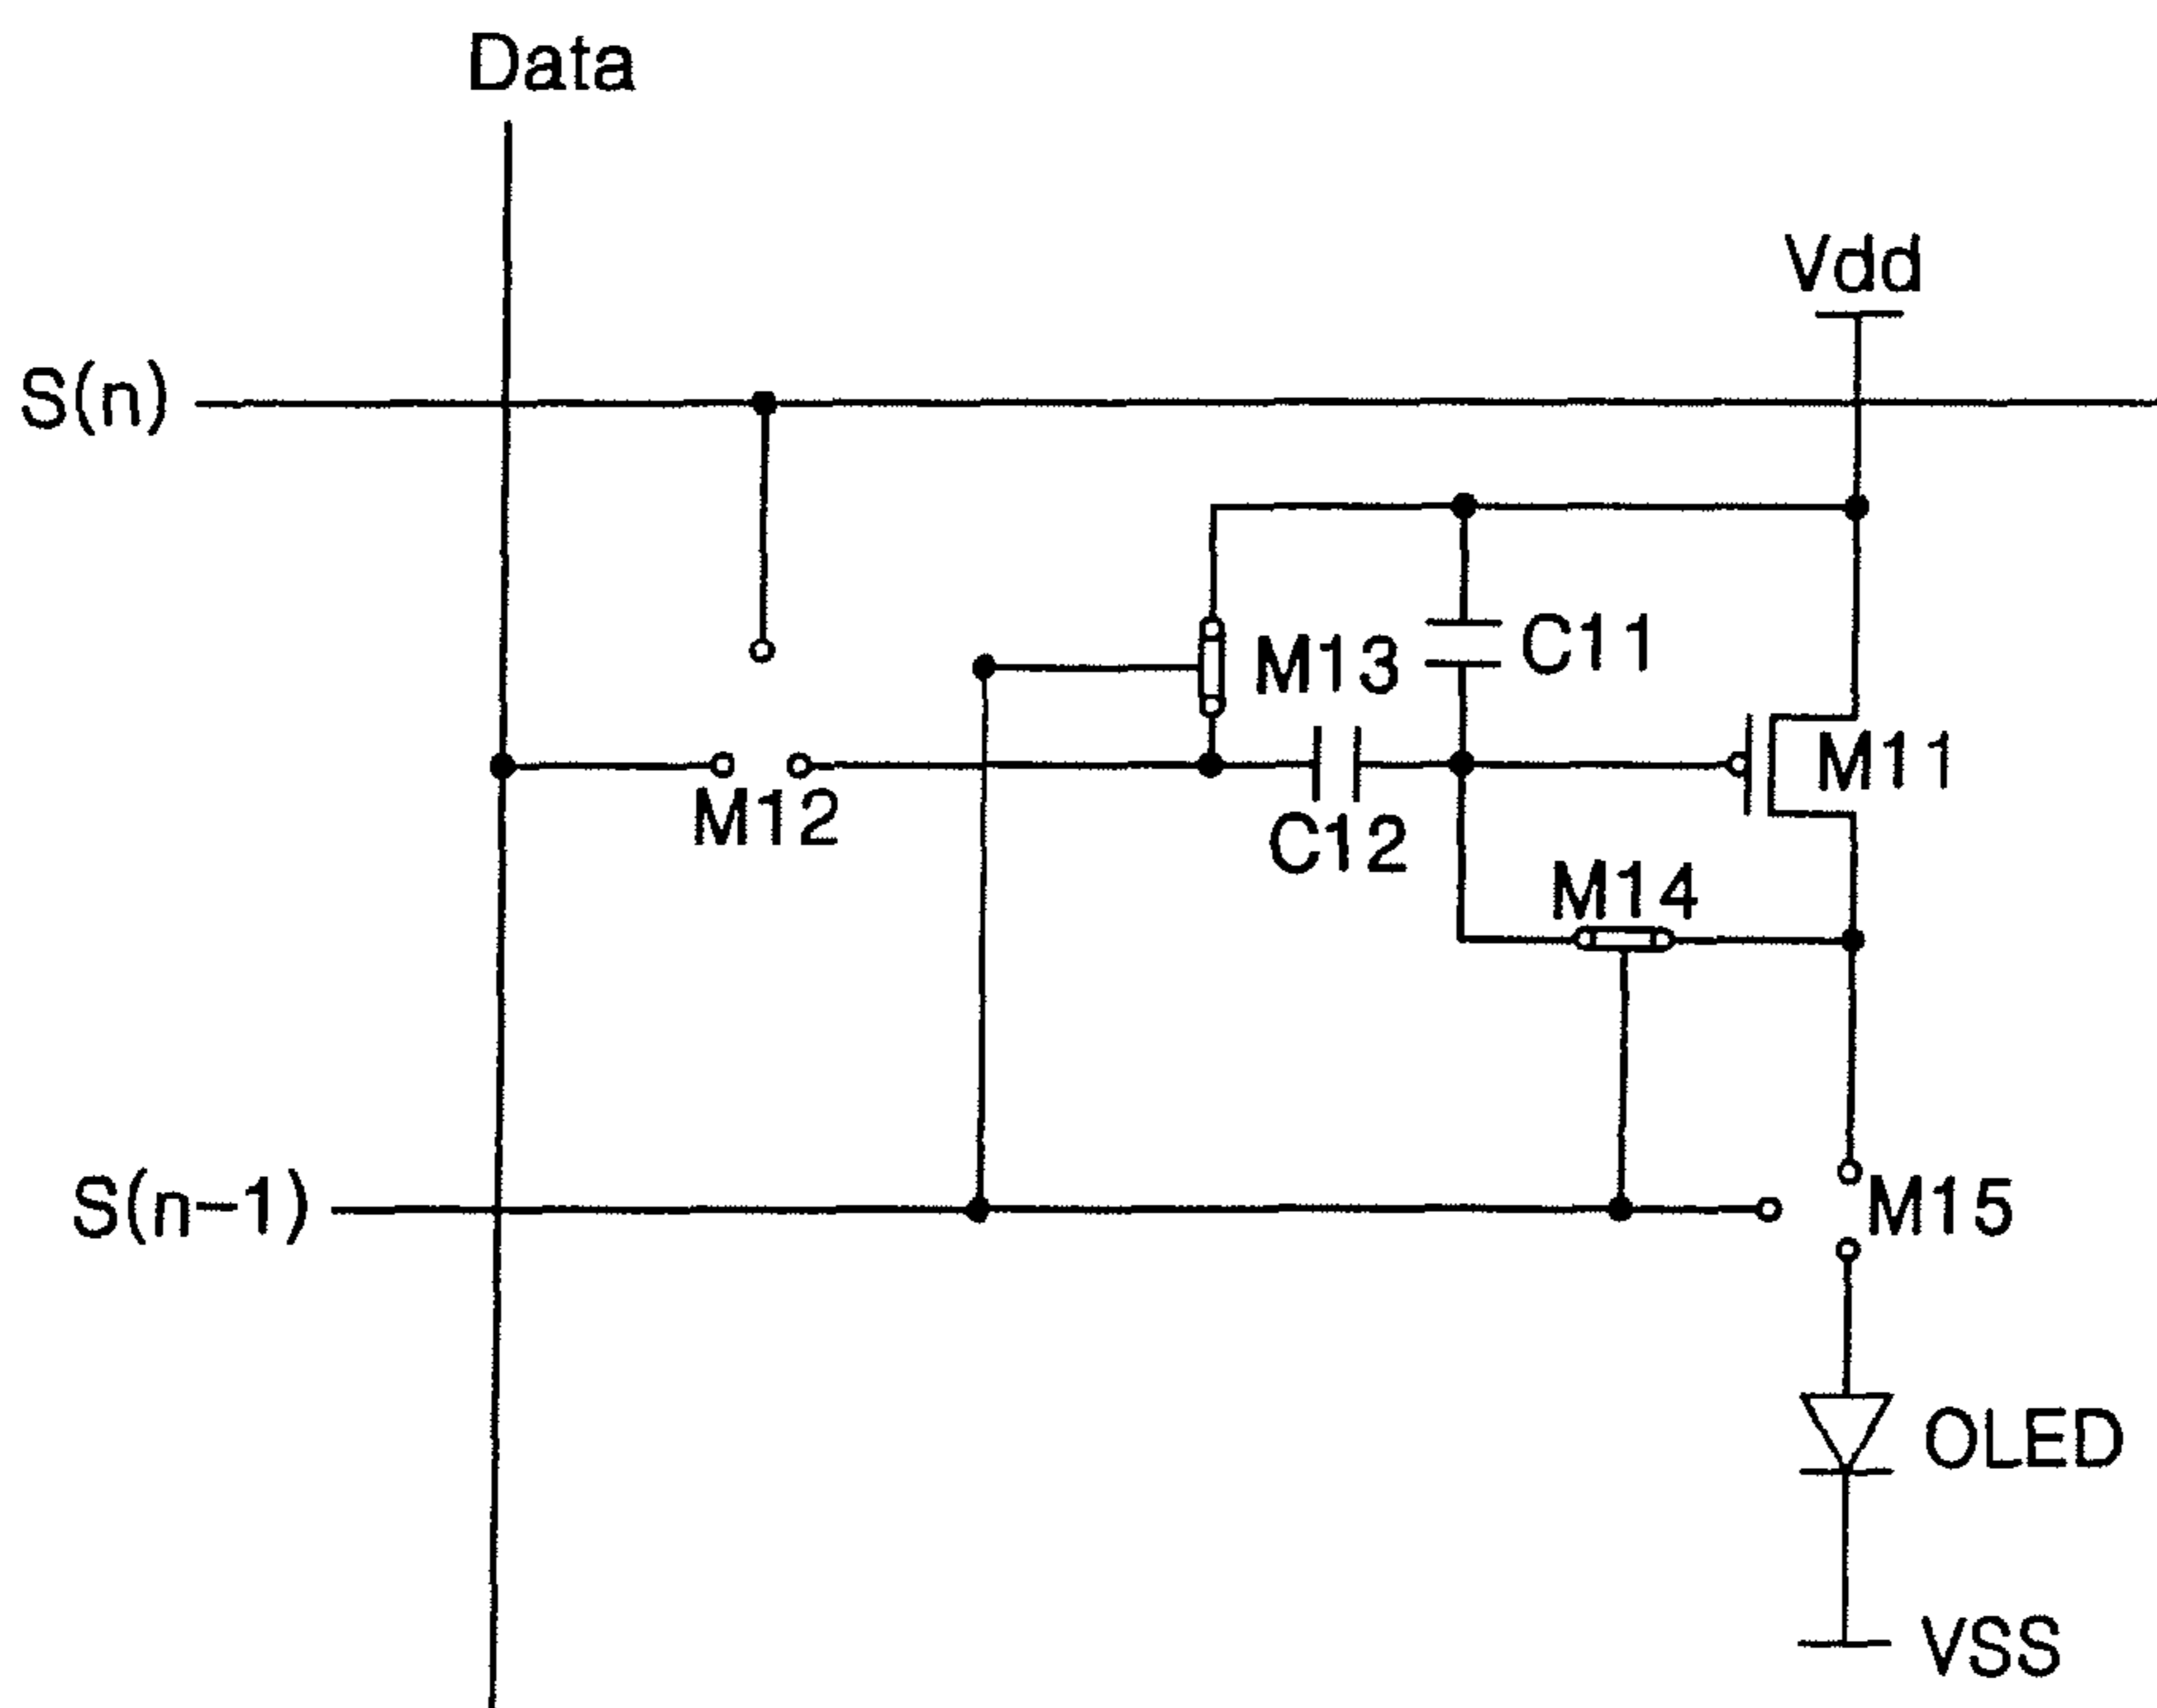 Data
Vdd
S(n)
M13
C11
M11
M12
C12
M14
S(n-1)
M15
OLED
VSS